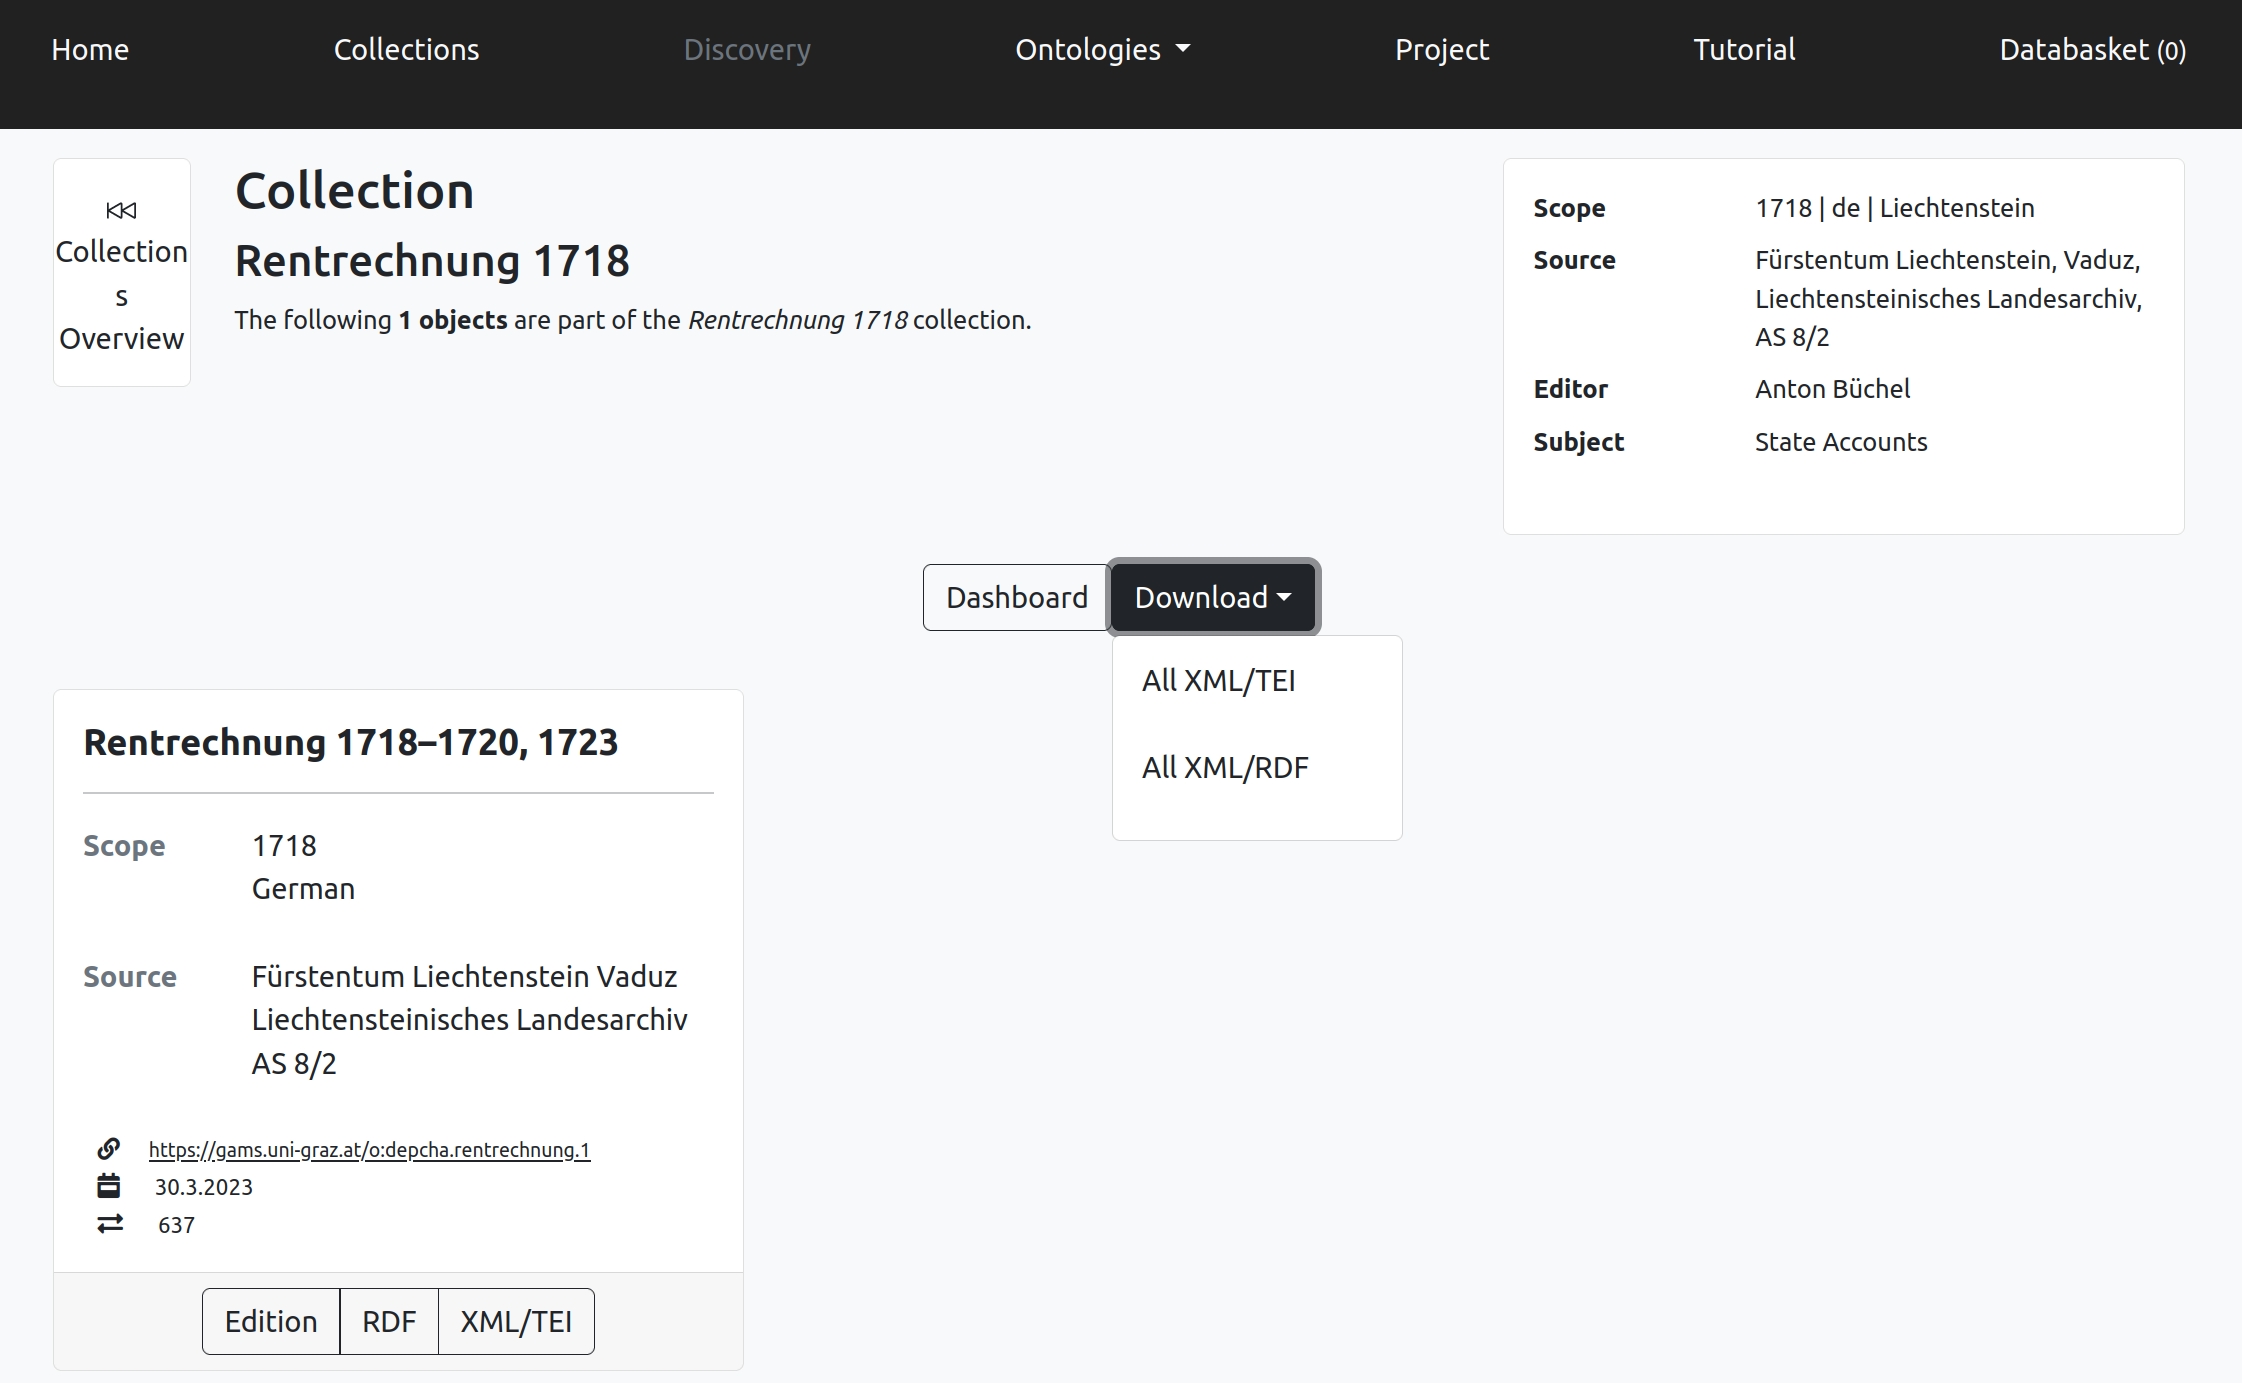 Home Collections Discovery Ontologies Project Tutorial Databasket (0)
Collection
s
Overview
Collection
Rentrechnung 1718
The following 1 objects are part of the Rentrechnung 1718 collection.
Scope 1718 | de | Liechtenstein
Source Fürstentum Liechtenstein, Vaduz,
Liechtensteinisches Landesarchiv,
AS 8/2
Editor Anton Büchel
Subject State Accounts
Dashboard Download
All XML/TEI
All XML/RDF
Rentrechnung 1718–1720, 1723
Scope 1718
German
Source Fürstentum Liechtenstein Vaduz
Liechtensteinisches Landesarchiv
AS 8/2
https://gams.uni-graz.at/o:depcha.rentrechnung.1
30.3.2023
637
Edition RDF XML/TEI